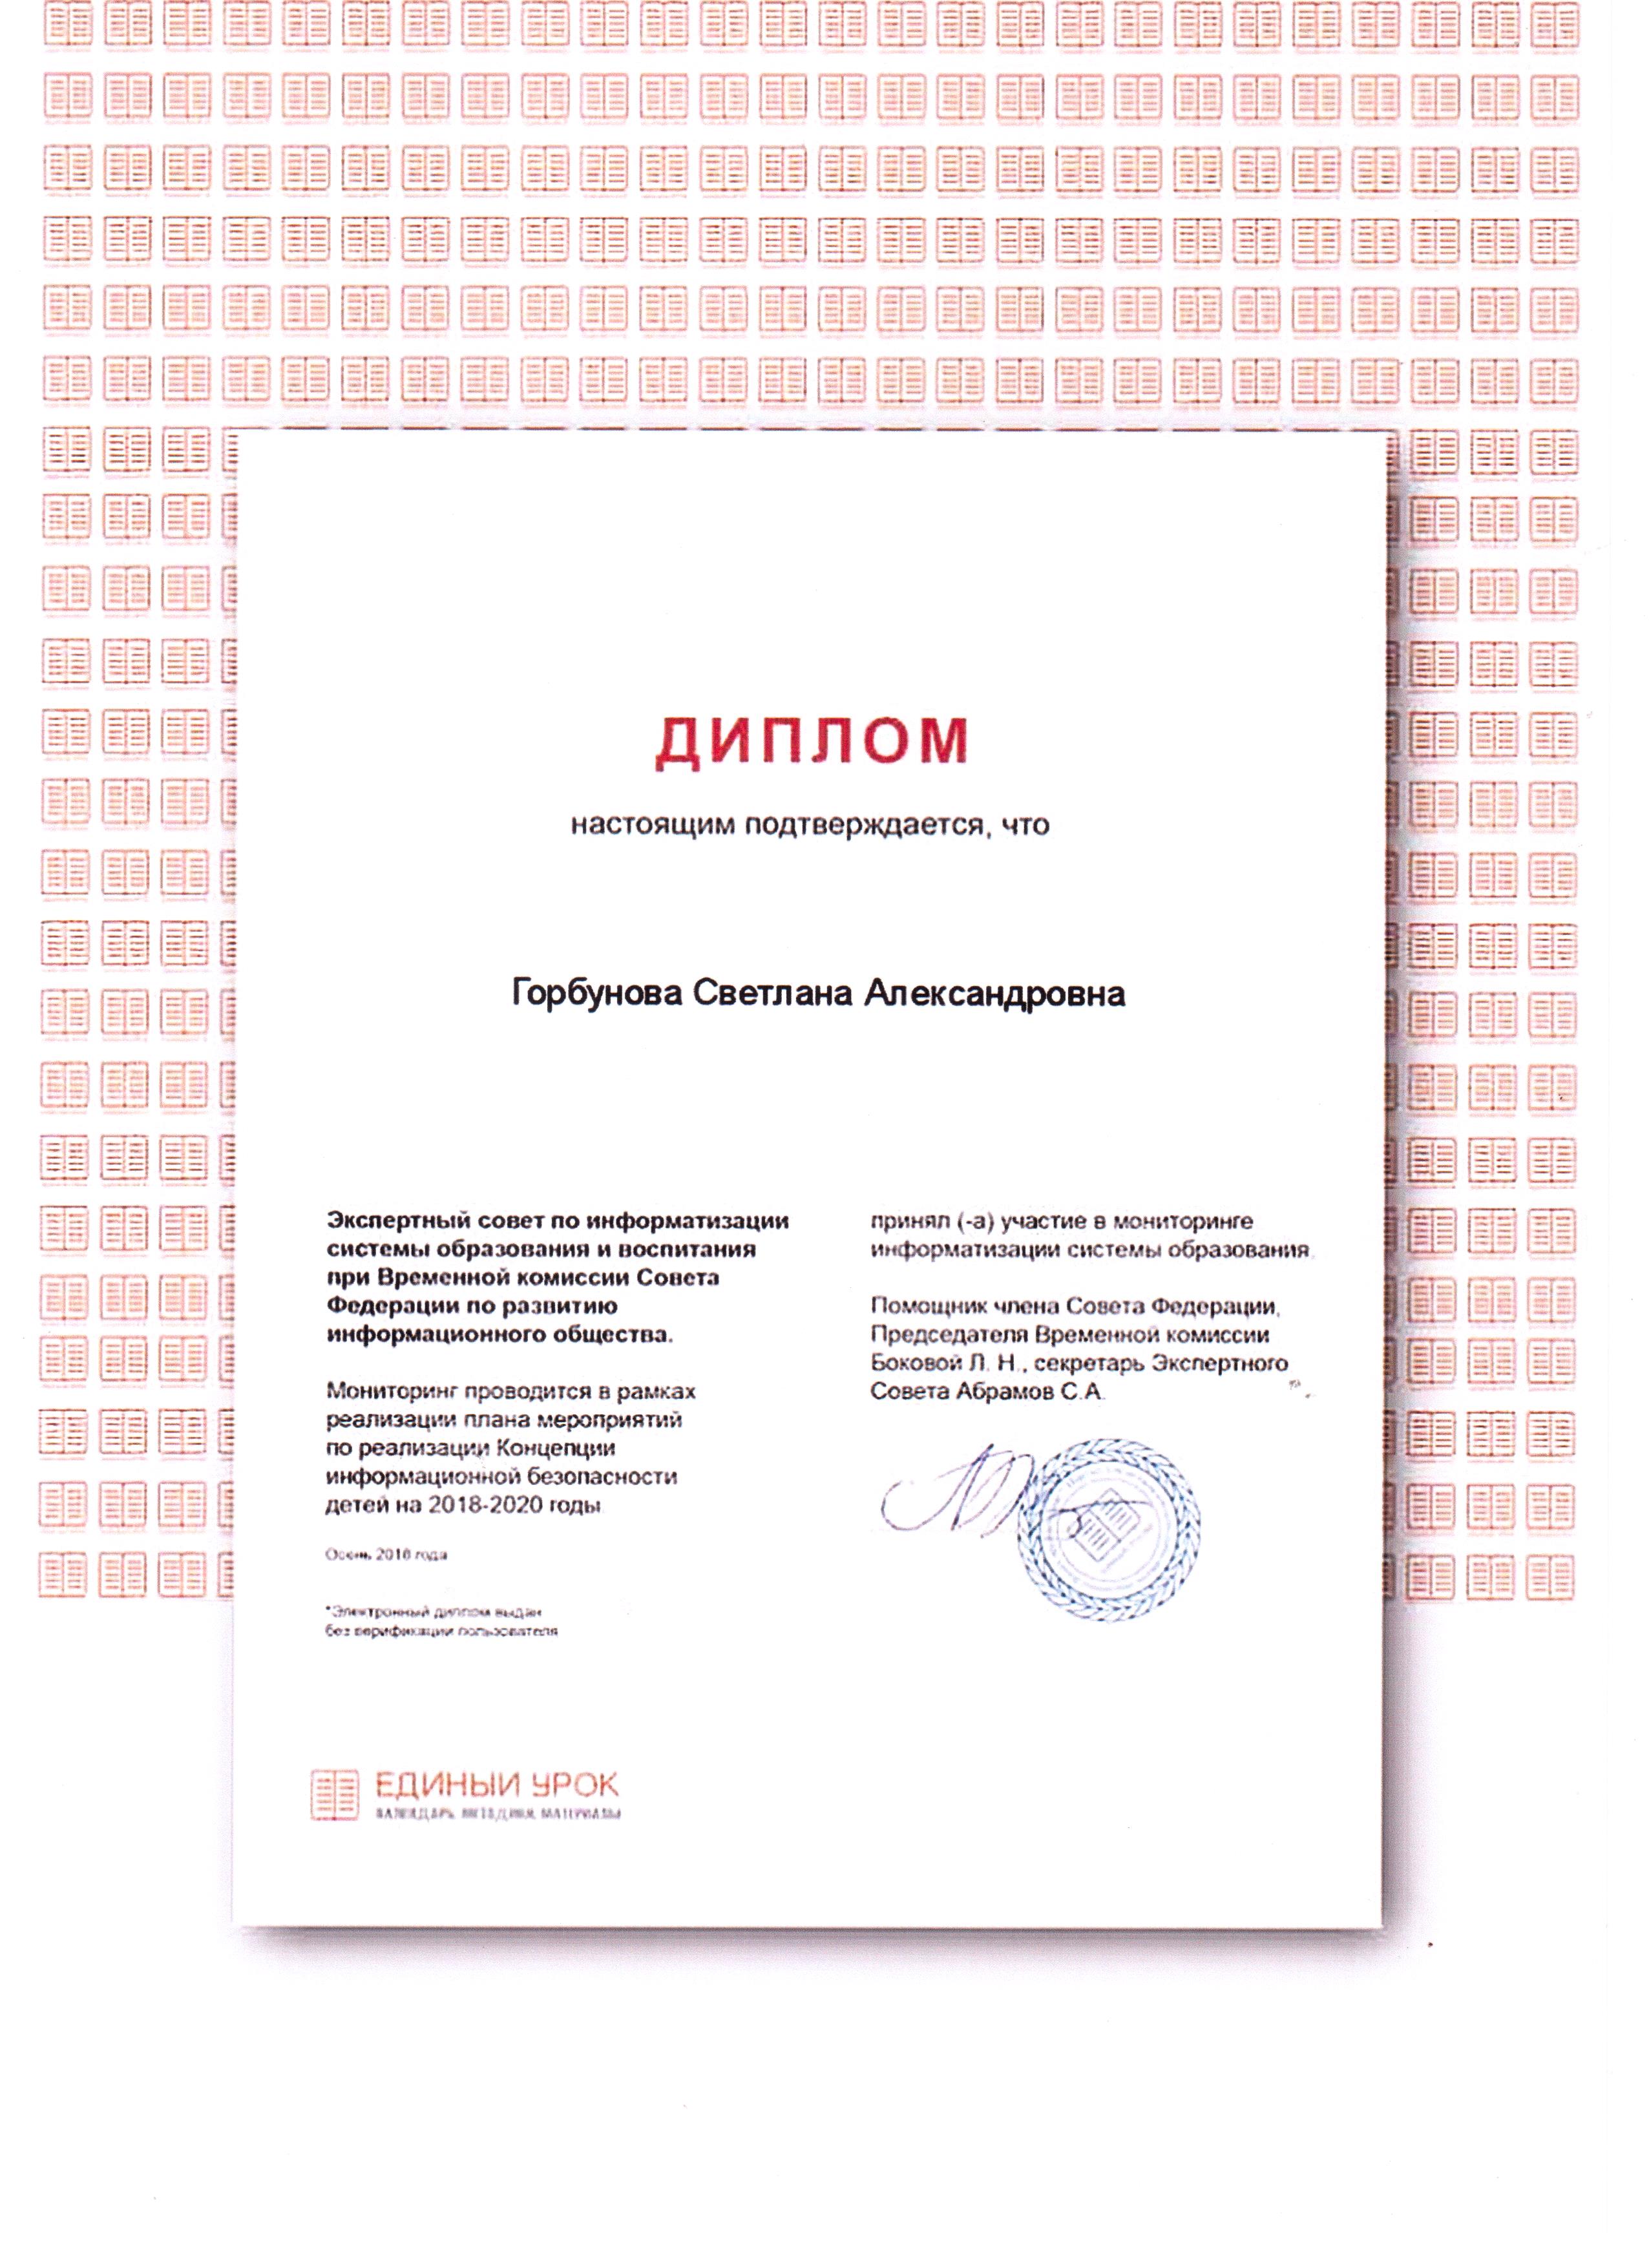 ДИПЛОМ
настоящим подтверждается, что
Горбунова Светлана Александровна
Экспертный совет по информатизации
системы образования и воспитания
при Временной комиссии Совета
Федерации по развитию
информационного общества.
Мониторинг проводится в рамках
реализации плана мероприятий
по реализации Концепции
информационной безопасности
детей на 2018-2020 годы
Осень 2018 года
*Электронный диплом выдан
без верификации пользователя
принял (-а) участие в мониторинге
информатизации системы образования
Помощник члена Совета Федерации,
Председателя Временной комиссии
Боковой Л. Н., секретарь Экспертного
Совета Абрамов С.А.
ЕДИНЫЙ УРОК
КАЛЕНДАРЬ, МЕТОДИКИ, МАТЕРИАЛЫ